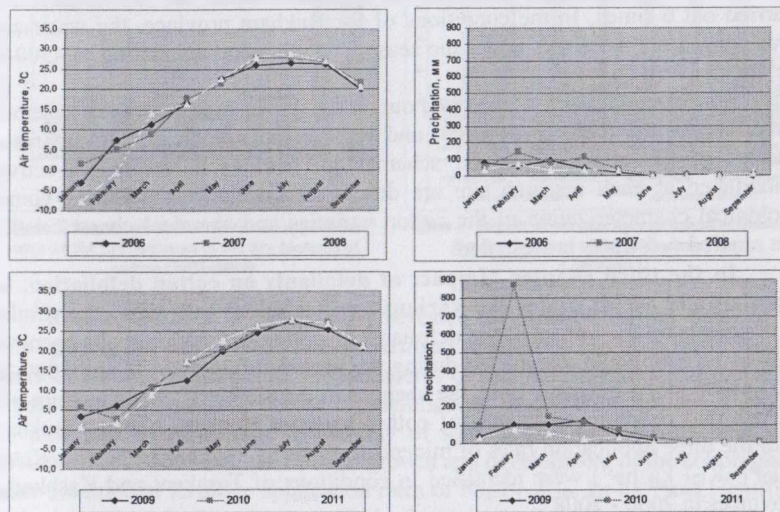 Air temperature, ⁰C
35,0
30,0
25,0
20,0
15,0
10,0
5,0
0,0
-5,0
-10,0
January
February
March
April
May
June
July
August
September
2006 2007 2008
Precipitation, мм
900
800
700
600
500
400
300
200
100
0
January
February
March
April
May
June
July
August
September
2006 2007 2008
Air temperature, ⁰C
35,0
30,0
25,0
20,0
15,0
10,0
5,0
0,0
-5,0
-10,0
January
February
March
April
May
June
July
August
September
2009 2010 2011
Precipitation, мм
900
800
700
600
500
400
300
200
100
0
January
February
March
April
May
June
July
August
September
2009 2010 2011